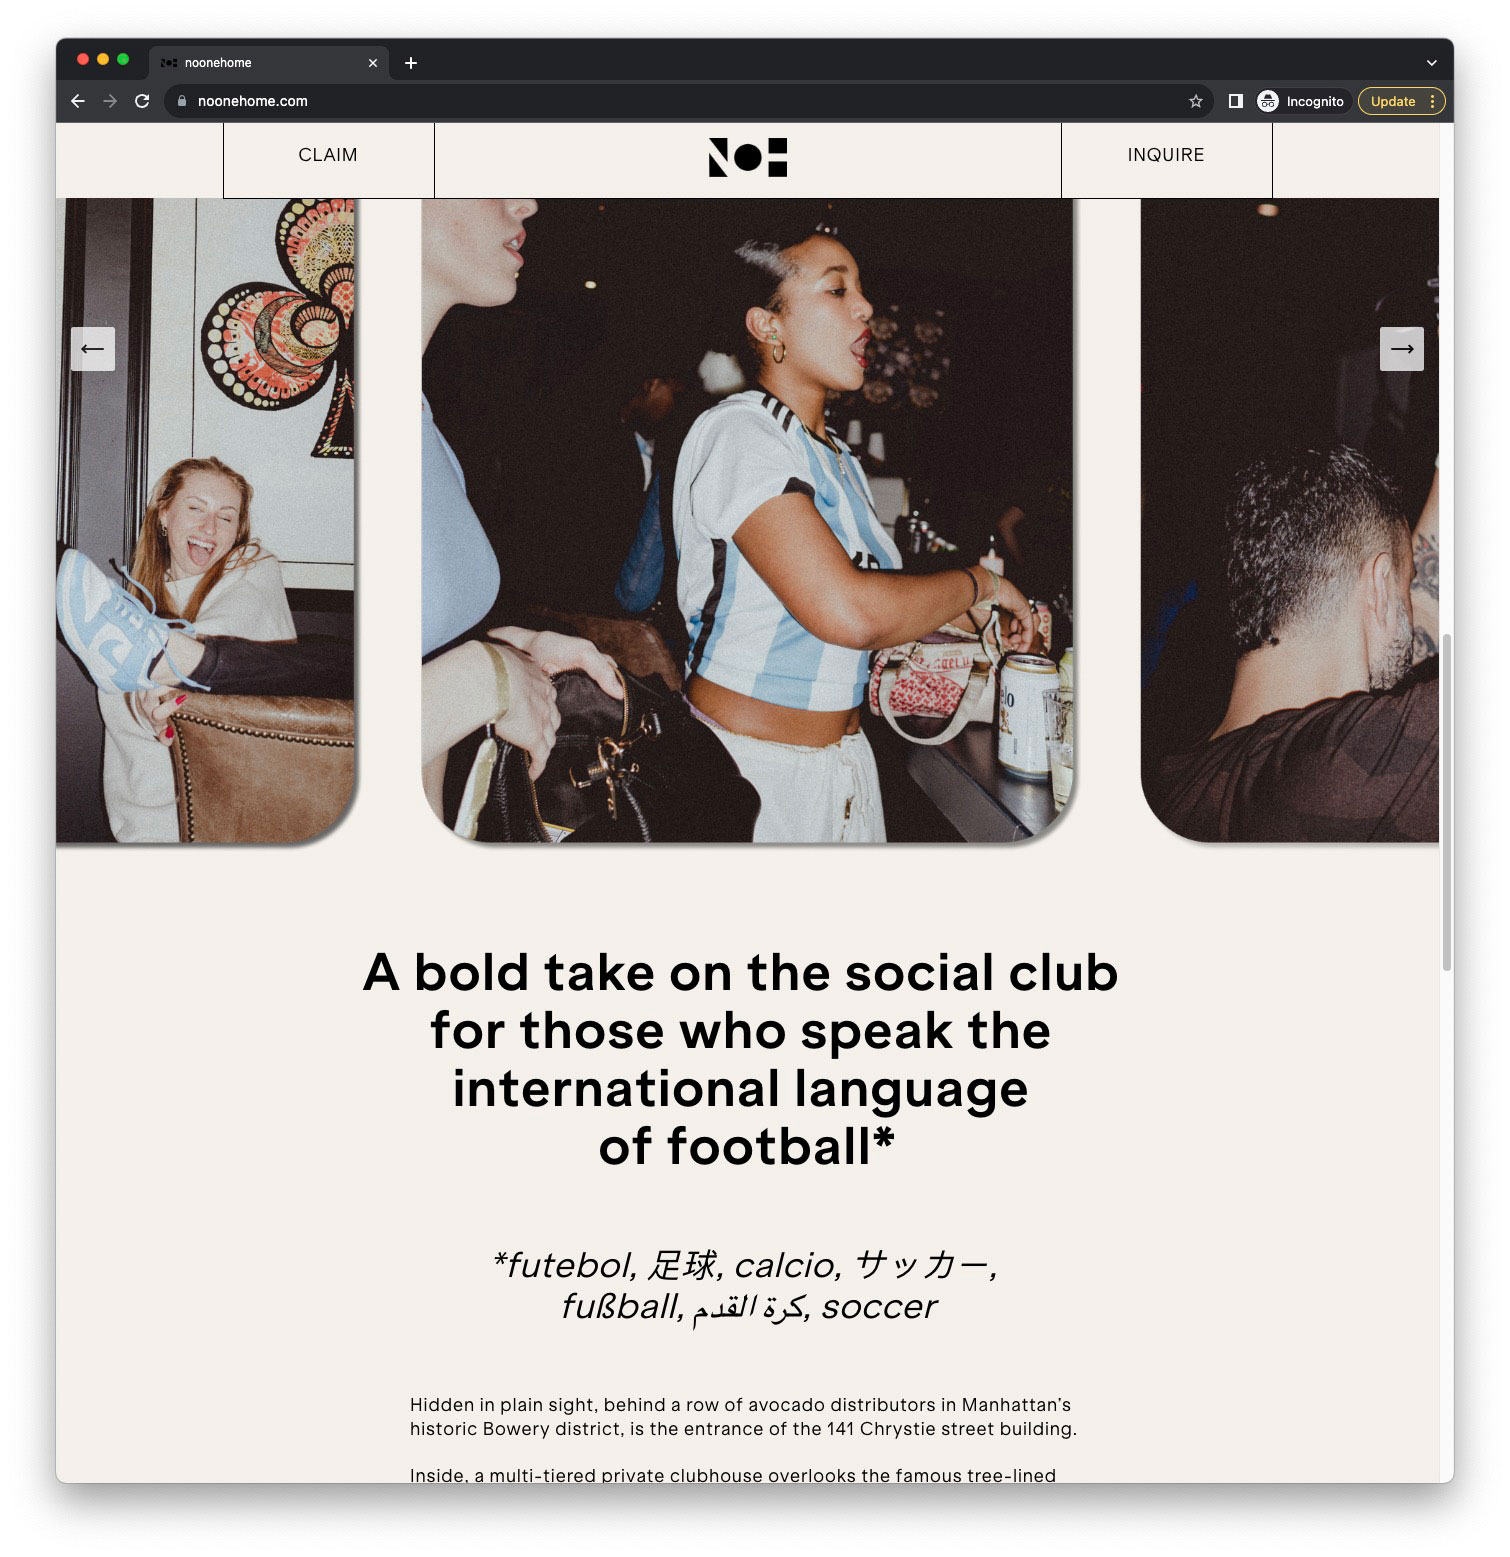 noonehome
noonehome.com
Incognito
Update
CLAIM
NOH
INQUIRE
A bold take on the social club
for those who speak the
international language
of football*
*futebol, 足球, calcio, サッカー,
fußball, كرة القدم, soccer
Hidden in plain sight, behind a row of avocado distributors in Manhattan’s
historic Bowery district, is the entrance of the 141 Chrystie street building.
Inside, a multi-tiered private clubhouse overlooks the famous tree-lined